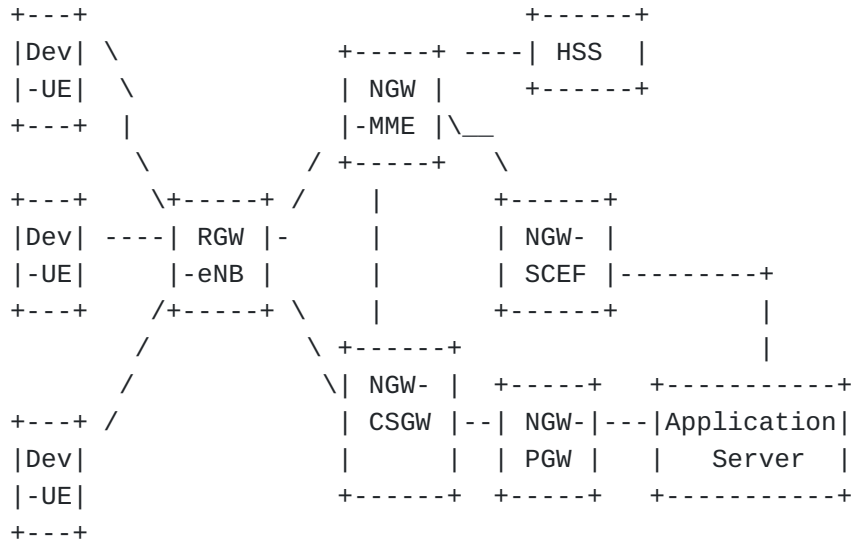 +---+                              +------+
|Dev| \              +-----+ ----| HSS  |
|-UE|  \             | NGW |     +------+
+---+  |             |-MME |\__
        \          / +-----+   \
+---+    \+-----+ /     |       +------+
|Dev| ----| RGW |-      |       | NGW- |
|-UE|     |-eNB |       |       | SCEF |---------+
+---+    /+-----+ \     |       +------+         |
        /          \ +------+                    |
       /            \| NGW- |  +-----+   +-----------+
+---+ /              | CSGW |--| NGW-|---|Application|
|Dev|                |      |  | PGW |   |   Server  |
|-UE|                +------+  +-----+   +-----------+
+---+